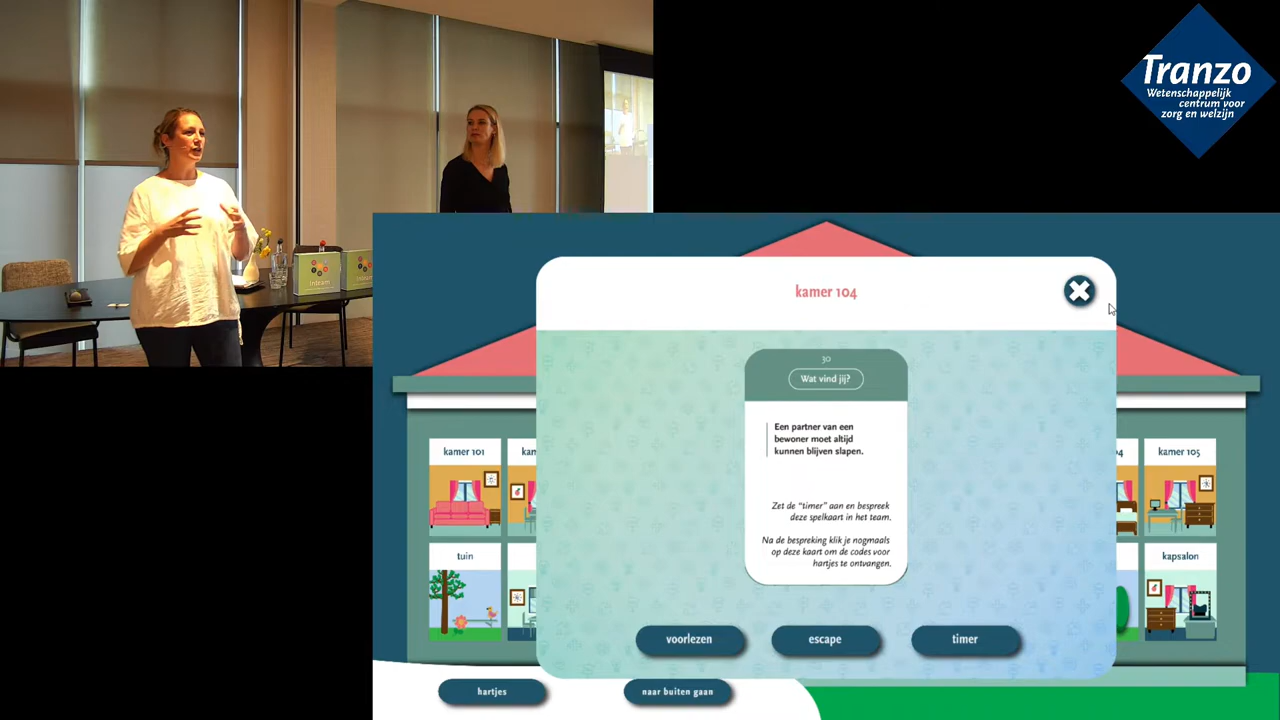 Tranzo
Wetenschappelijk
centrum voor
zorg en welzijn
inteam
kamer 104
30
Wat vind jij?
Een partner van een
bewoner moet altijd
kunnen blijven slapen.
Zet de “timer” aan en bespreek
deze spelkaart in het team.
Na de bespreking klik je nogmaals
op deze kaart om de codes voor
hartjes te ontvangen.
kamer 101
kamer 105
tuin
kapsalon
voorlezen
escape
timer
hartjes
naar buiten gaan